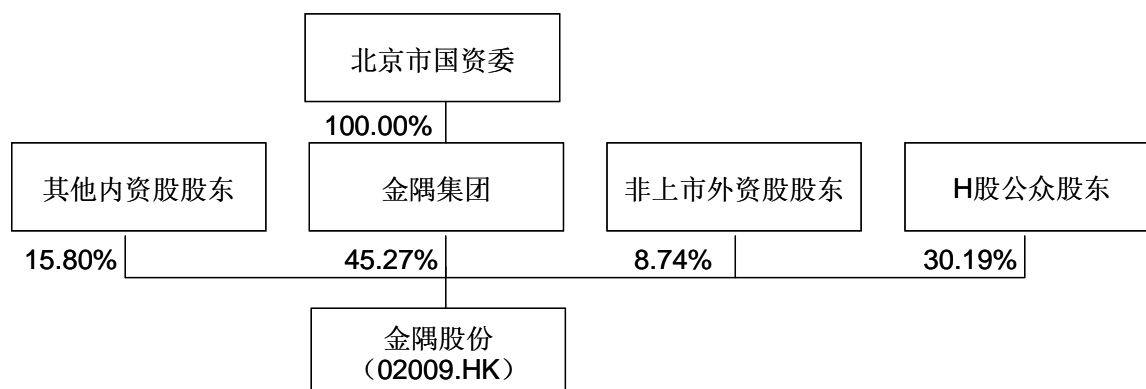 北京市国资委
100.00%
其他内资股股东
金隅集团
非上市外资股股东
H股公众股东
15.80%
45.27%
8.74%
30.19%
金隅股份
（02009.HK）